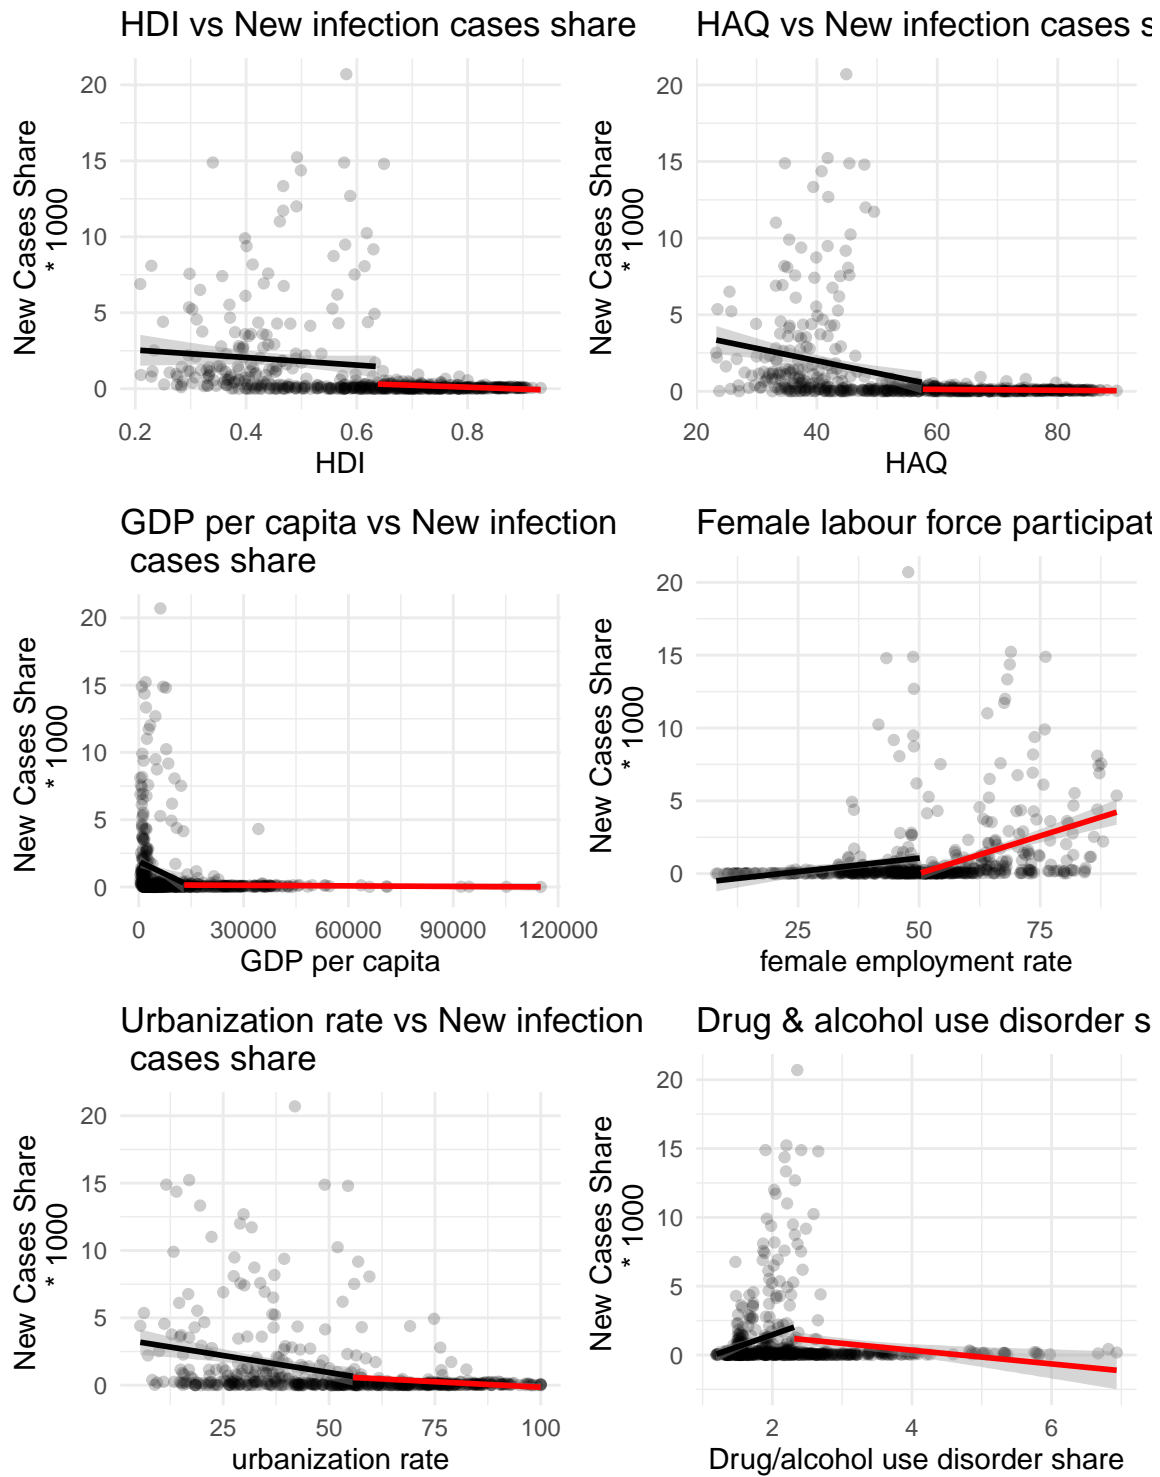 HDI vs New infection cases share
HAQ vs New infection cases s
20
15
10
5
0
New Cases Share
* 1000
0.2
0.4
0.6
0.8
HDI
20
15
10
5
0
New Cases Share
* 1000
20
40
60
80
HAQ
GDP per capita vs New infection
cases share
Female labour force participat
20
15
10
5
0
New Cases Share
* 1000
0
30000
60000
90000
120000
GDP per capita
20
15
10
5
0
New Cases Share
* 1000
25
50
75
female employment rate
Urbanization rate vs New infection
cases share
Drug & alcohol use disorder s
20
15
10
5
0
New Cases Share
* 1000
25
50
75
100
urbanization rate
20
15
10
5
0
New Cases Share
* 1000
2
4
6
Drug/alcohol use disorder share